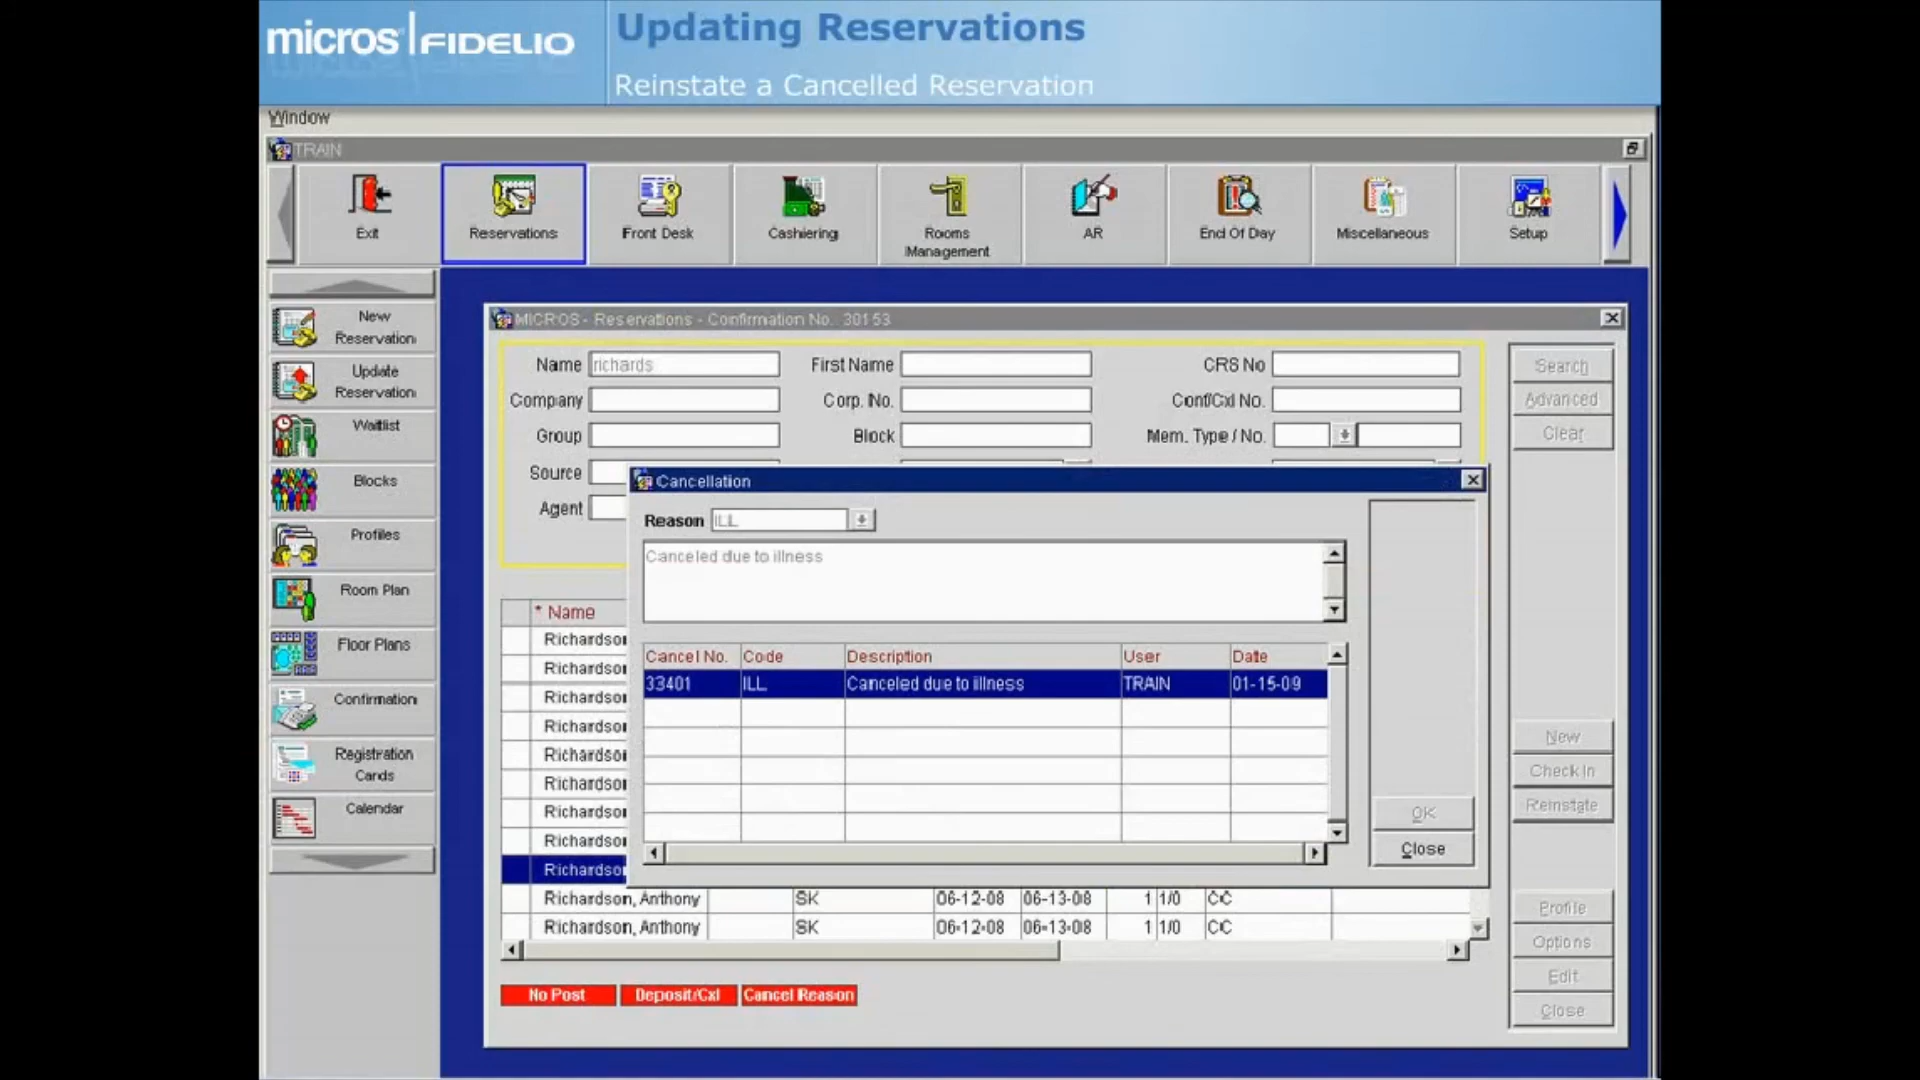 micros FIDELIO
Updating Reservations
Reinstate a Cancelled Reservation
Window
TRAIN
Exit
Reservations
Front Desk
Cashiering
Rooms
Management
AR
End Of Day
Miscellaneous
Setup
New
Reservation
Update
Reservation
Waitlist
Blocks
Profiles
Room Plan
Floor Plans
Confirmation
Registration
Cards
Calendar
MICROS - Reservations - Confirmation No. 30153
Name richards First Name CRS No
Company Corp. No. Conf/Cxl No.
Group Block Mem. Type / No.
Source
Agent
Search
Advanced
Clear
Cancellation
Reason ILL
Canceled due to illness
Cancel No. Code Description User Date
33401 ILL Canceled due to illness TRAIN 01-15-09
OK
Close
* Name
Richardson
Richardson
Richardson
Richardson
Richardson
Richardson
Richardson
Richardson
Richardson
Richardson, Anthony SK 06-12-08 06-13-08 1 1/0 CC
Richardson, Anthony SK 06-12-08 06-13-08 1 1/0 CC
New
Check In
Reinstate
Profile
Options
Edit
Close
No Post Deposit/Cxl Cancel Reason